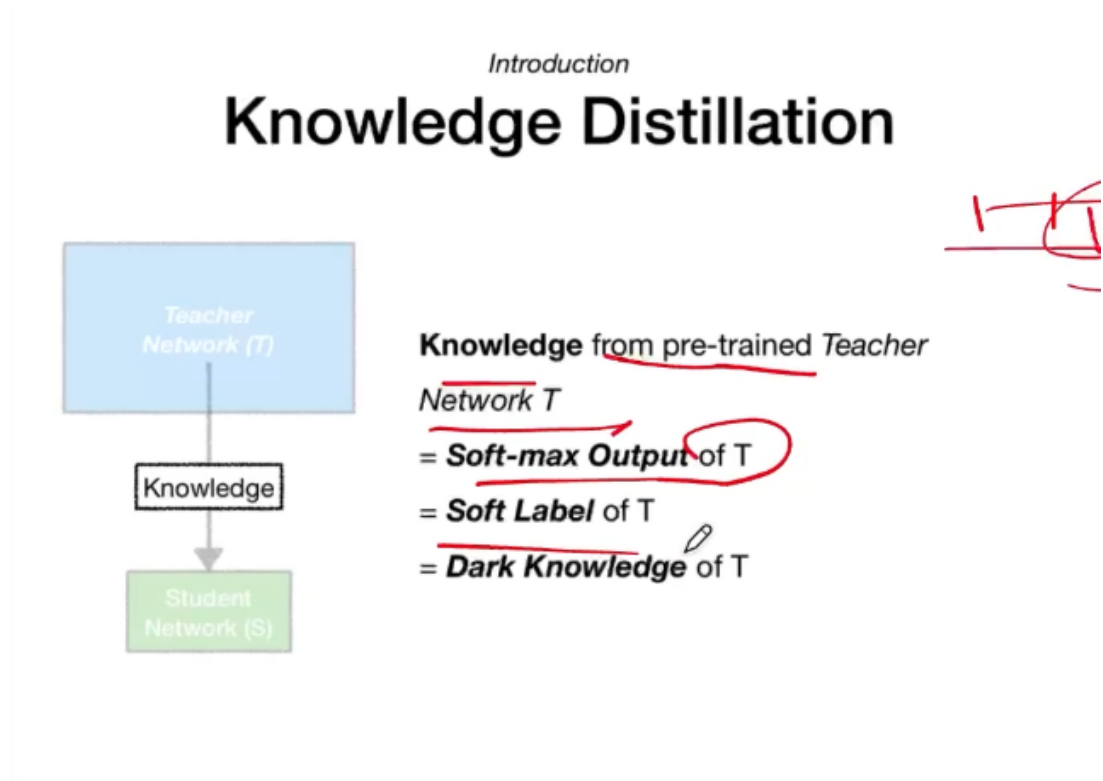 Introduction
Knowledge Distillation
Teacher
Network (T)
Knowledge
Student
Network (S)
Knowledge from pre-trained Teacher
Network T
= Soft-max Output of T
= Soft Label of T
= Dark Knowledge of T